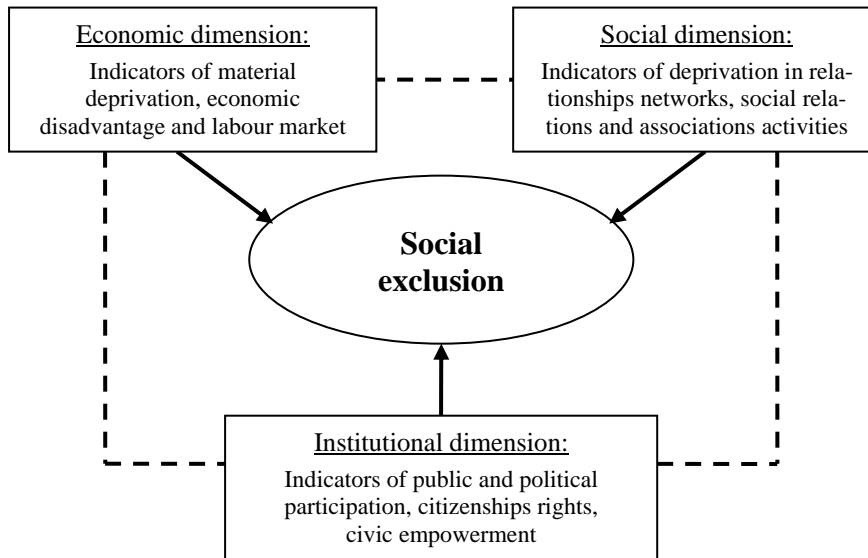 Economic dimension:
Indicators of material
deprivation, economic
disadvantage and labour market
Social dimension:
Indicators of deprivation in rela-
tionships networks, social rela-
tions and associations activities
Social
exclusion
Institutional dimension:
Indicators of public and political
participation, citizenships rights,
civic empowerment